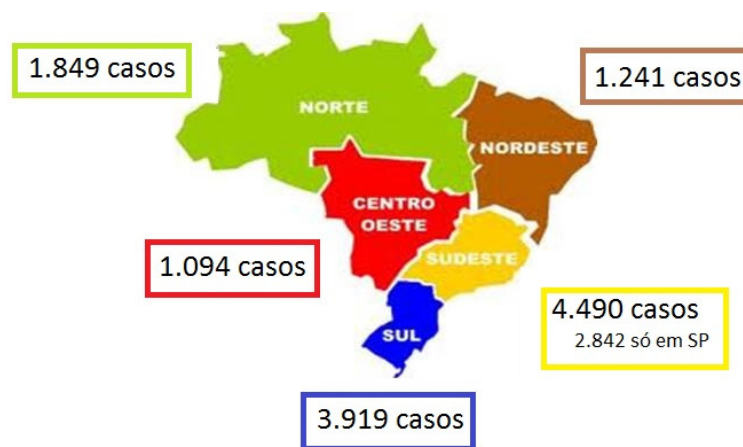 1.849 casos
1.241 casos
NORTE
NORDESTE
CENTRO
OESTE
SUDESTE
1.094 casos
4.490 casos
2.842 só em SP
SUL
3.919 casos